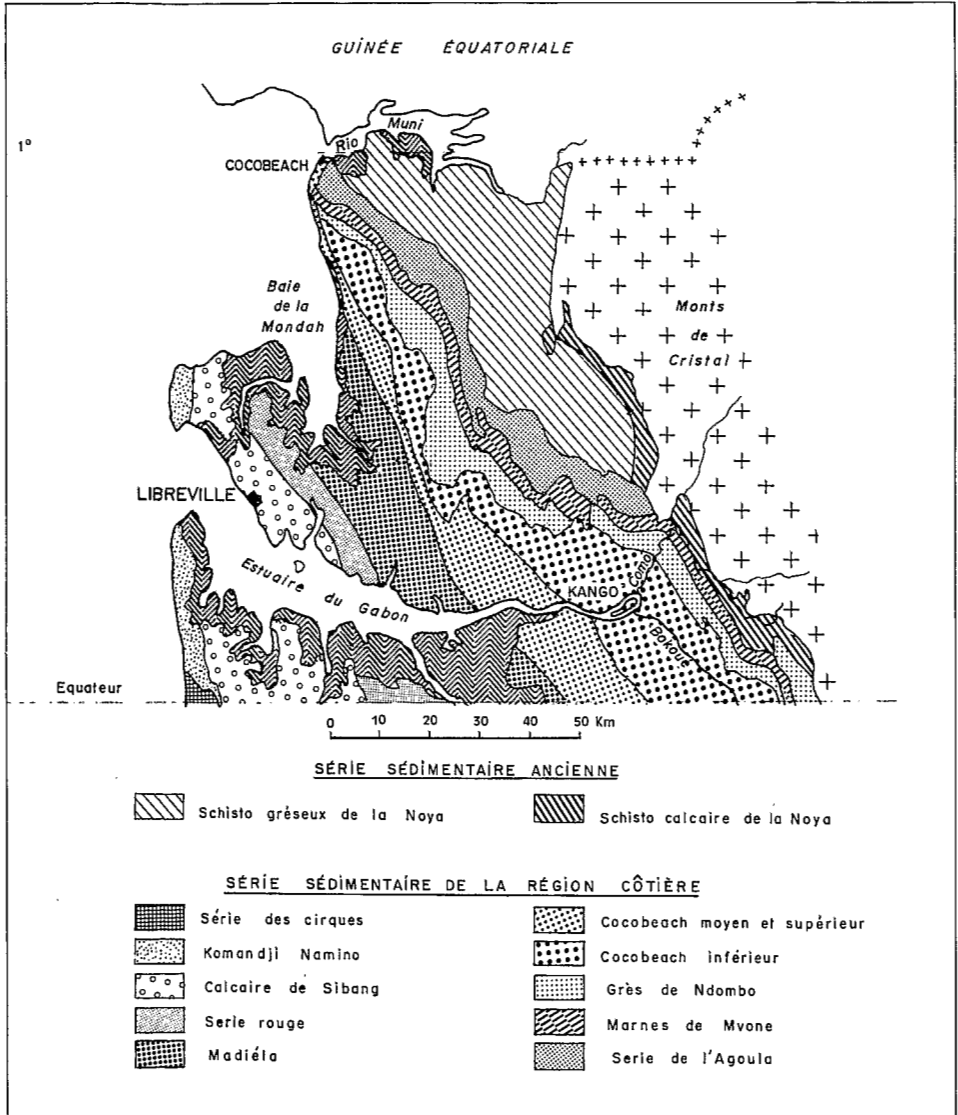 GUINÉE ÉQUATORIALE
1°
Rio Muni
COCOBEACH
Baie
de la
Mondah
Monts
de
Cristal
LIBREVILLE
Estuaire du Gabon
KANGO
Como
Bokoué
Equateur
0 10 20 30 40 50 Km
SÉRIE SÉDIMENTAIRE ANCIENNE
Schisto gréseux de la Noya
Schisto calcaire de la Noya
SÉRIE SÉDIMENTAIRE DE LA RÉGION CÔTIÈRE
Série des cirques
Komandji Namino
Calcaire de Sibang
Serie rouge
Madiéla
Cocobeach moyen et supérieur
Cocobeach inférieur
Grès de Ndombo
Marnes de Mvone
Serie de l'Agoula